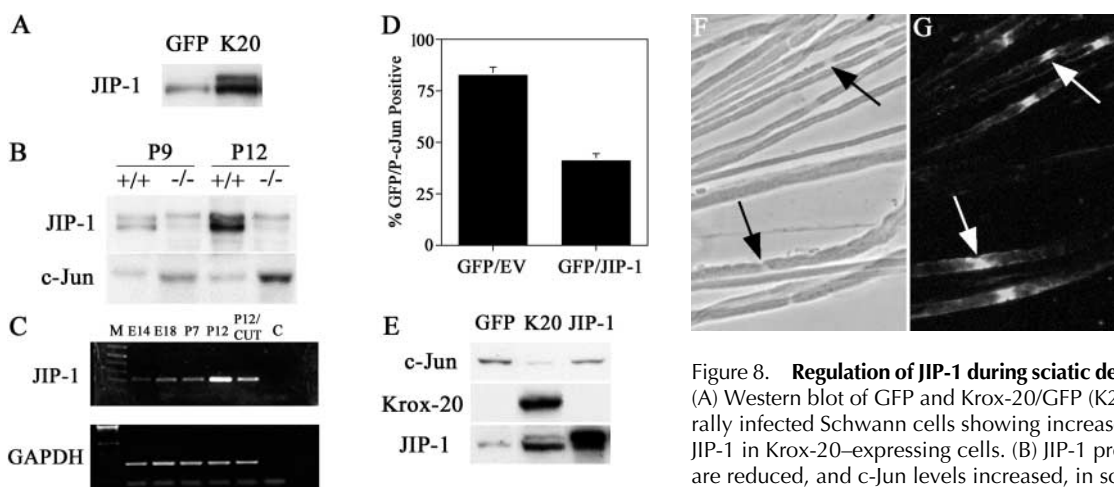 A
GFP K20
JIP-1
B
P9 P12
+/+ -/- +/+ -/-
JIP-1
c-Jun
C
M E14 E18 P7 P12 P12/CUT C
JIP-1
GAPDH
D
% GFP/P-cJun Positive
100
75
50
25
0
GFP/EV GFP/JIP-1
E
GFP K20 JIP-1
c-Jun
Krox-20
JIP-1
F G
Figure 8. Regulation of JIP-1 during sciatic de
(A) Western blot of GFP and Krox-20/GFP (K2
rally infected Schwann cells showing increas
JIP-1 in Krox-20–expressing cells. (B) JIP-1 pr
are reduced, and c-Jun levels increased, in sc